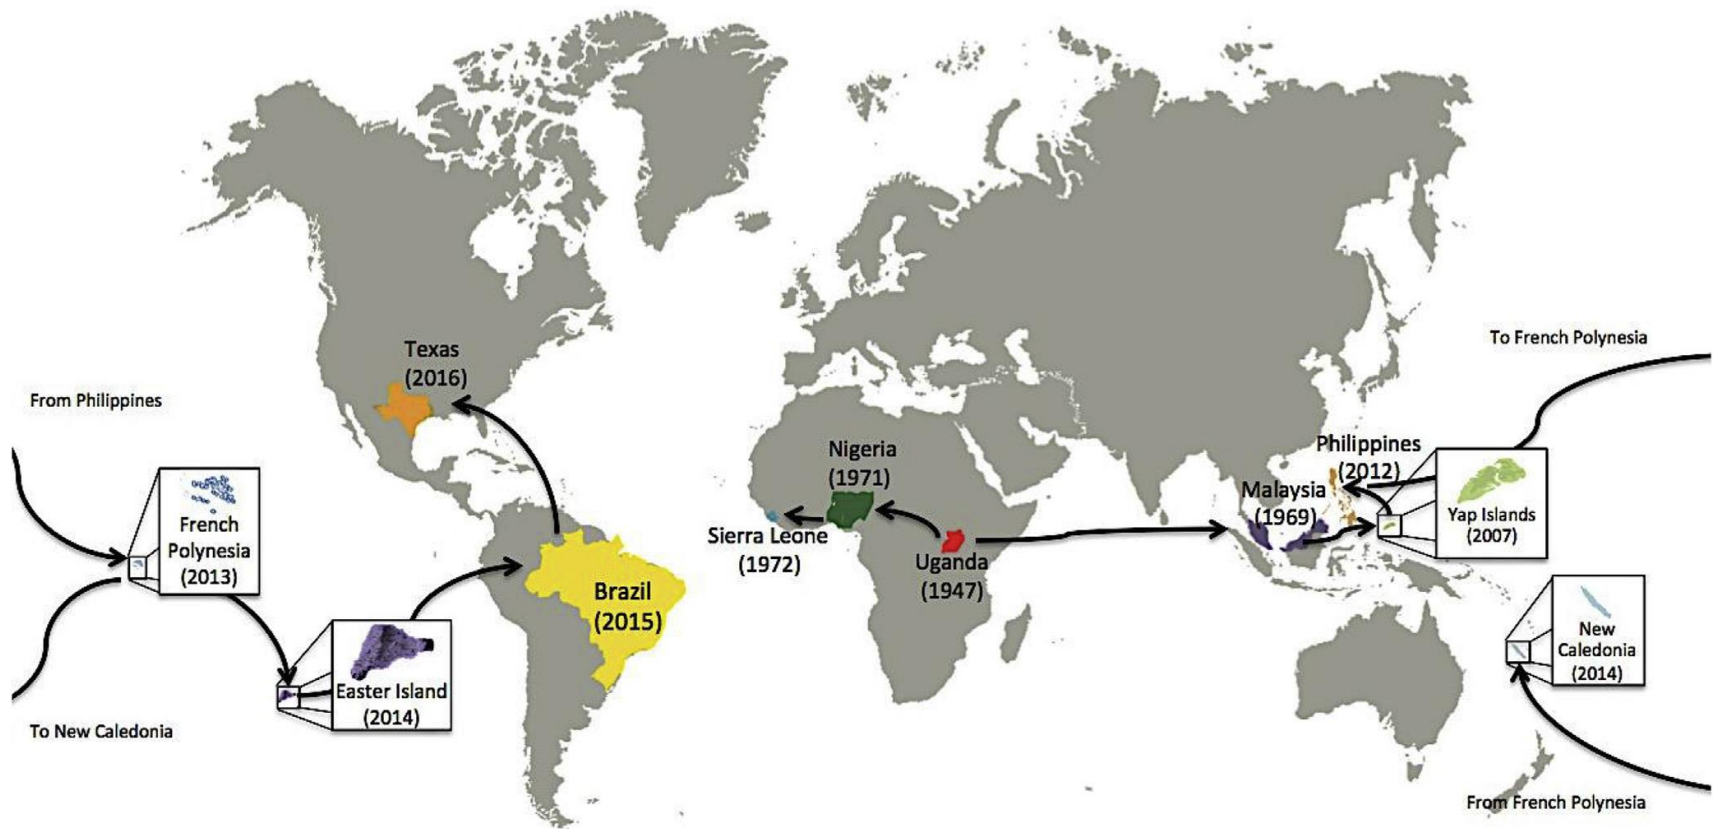 Texas
(2016)
From Philippines
French
Polynesia
(2013)
Easter Island
(2014)
To New Caledonia
Brazil
(2015)
Nigeria
(1971)
Sierra Leone
(1972)
Uganda
(1947)
To French Polynesia
Philippines
(2012)
Malaysia
(1969)
Yap Islands
(2007)
New
Caledonia
(2014)
From French Polynesia